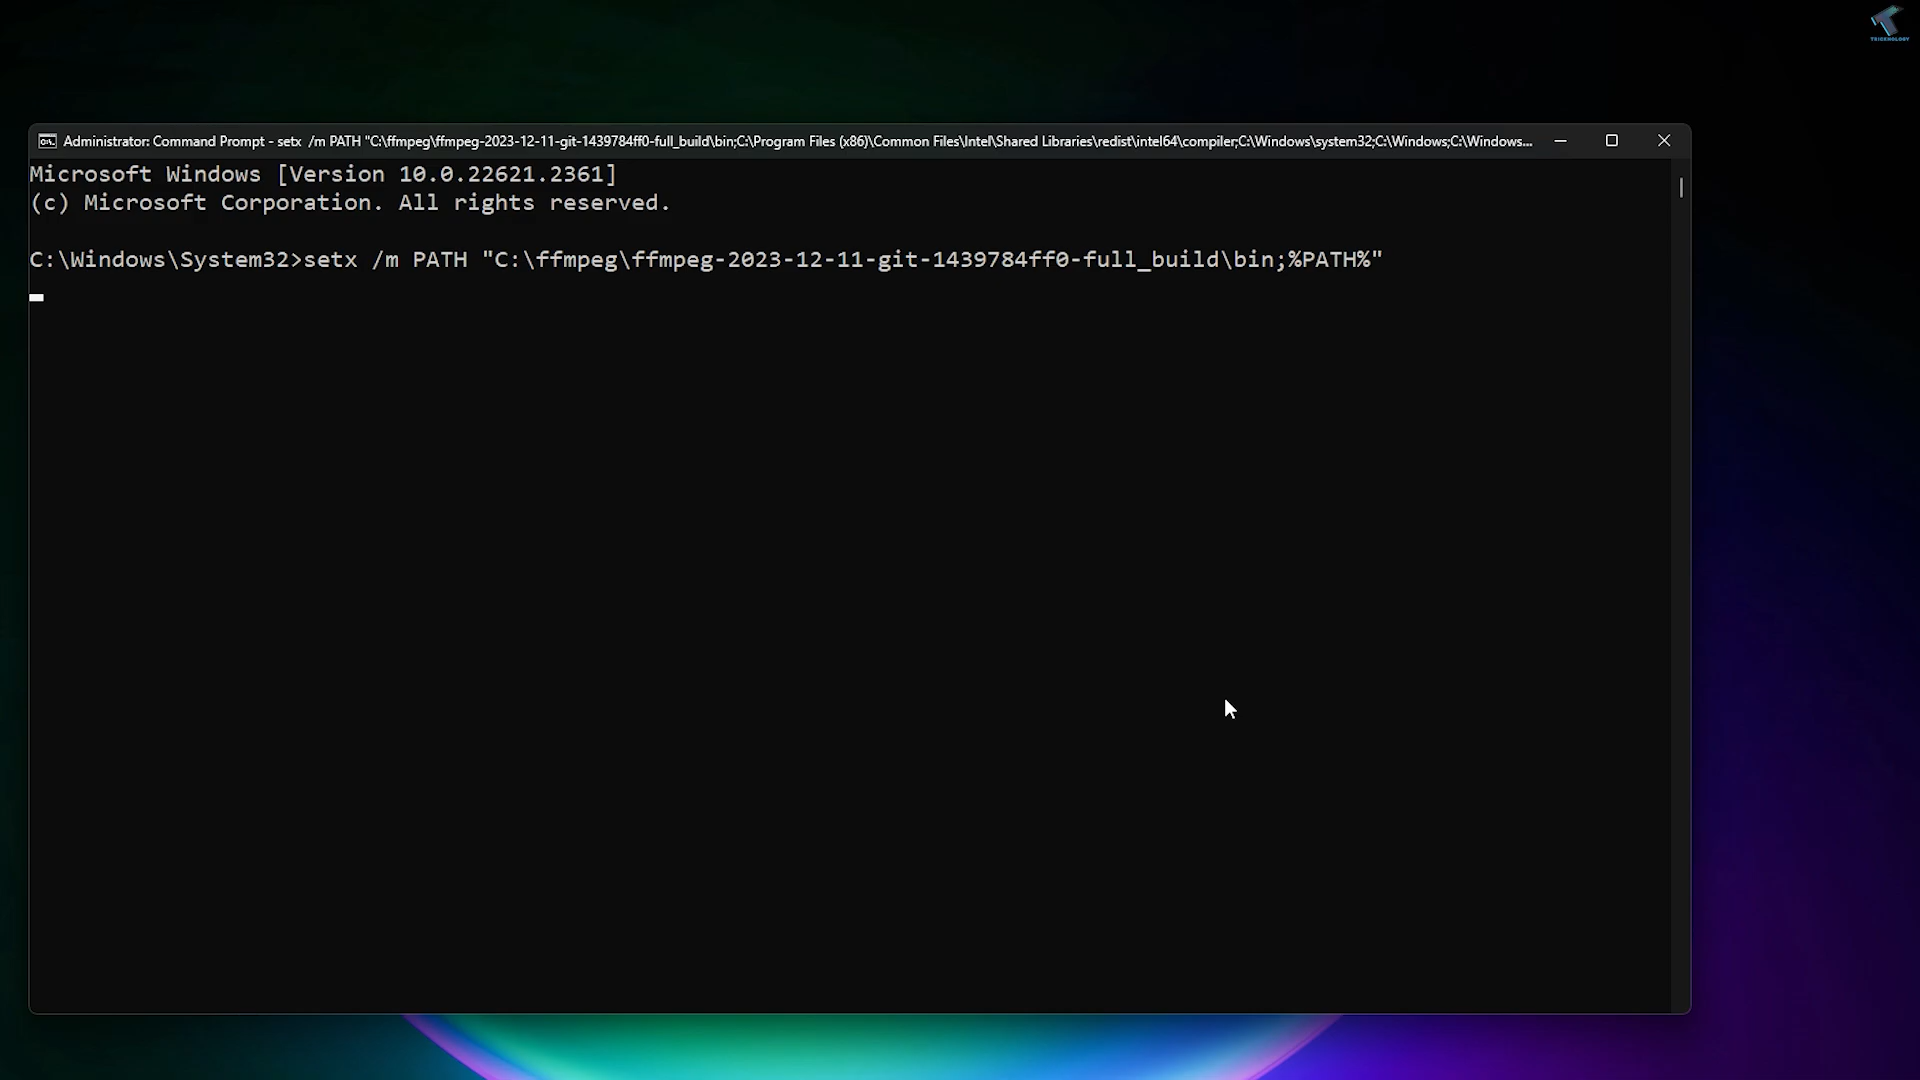 TRICKNOLOGY
Administrator: Command Prompt - setx  /m PATH "C:\ffmpeg\ffmpeg-2023-12-11-git-1439784ff0-full_build\bin;C:\Program Files (x86)\Common Files\Intel\Shared Libraries\redist\intel64\compiler;C:\Windows\system32;C:\Windows;C:\Windows...
Microsoft Windows [Version 10.0.22621.2361]
(c) Microsoft Corporation. All rights reserved.
C:\Windows\System32>setx /m PATH "C:\ffmpeg\ffmpeg-2023-12-11-git-1439784ff0-full_build\bin;%PATH%"